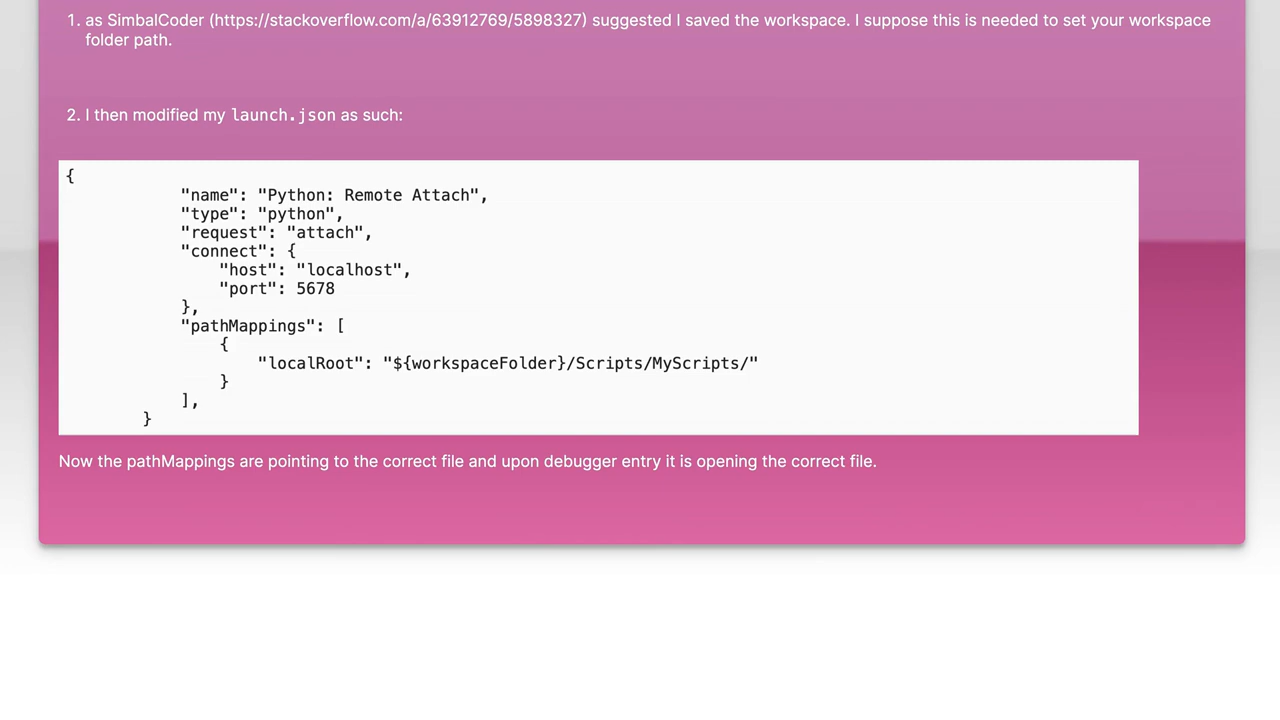 1. as SimbalCoder (https://stackoverflow.com/a/63912769/5898327) suggested I saved the workspace. I suppose this is needed to set your workspace
folder path.
2. I then modified my launch.json as such:
{
            "name": "Python: Remote Attach",
            "type": "python",
            "request": "attach",
            "connect": {
                "host": "localhost",
                "port": 5678
            },
            "pathMappings": [
                {
                    "localRoot": "${workspaceFolder}/Scripts/MyScripts/"
                }
            ],
        }
Now the pathMappings are pointing to the correct file and upon debugger entry it is opening the correct file.